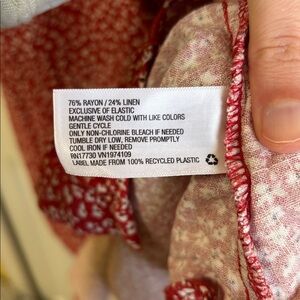 76% RAYON / 24% LINEN
EXCLUSIVE OF ELASTIC
MACHINE WASH COLD WITH LIKE COLORS
GENTLE CYCLE
ONLY NON-CHLORINE BLEACH IF NEEDED
TUMBLE DRY LOW, REMOVE PROMPTLY
COOL IRON IF NEEDED
RN17730 VN1974109
LABEL MADE FROM 100% RECYCLED PLASTIC